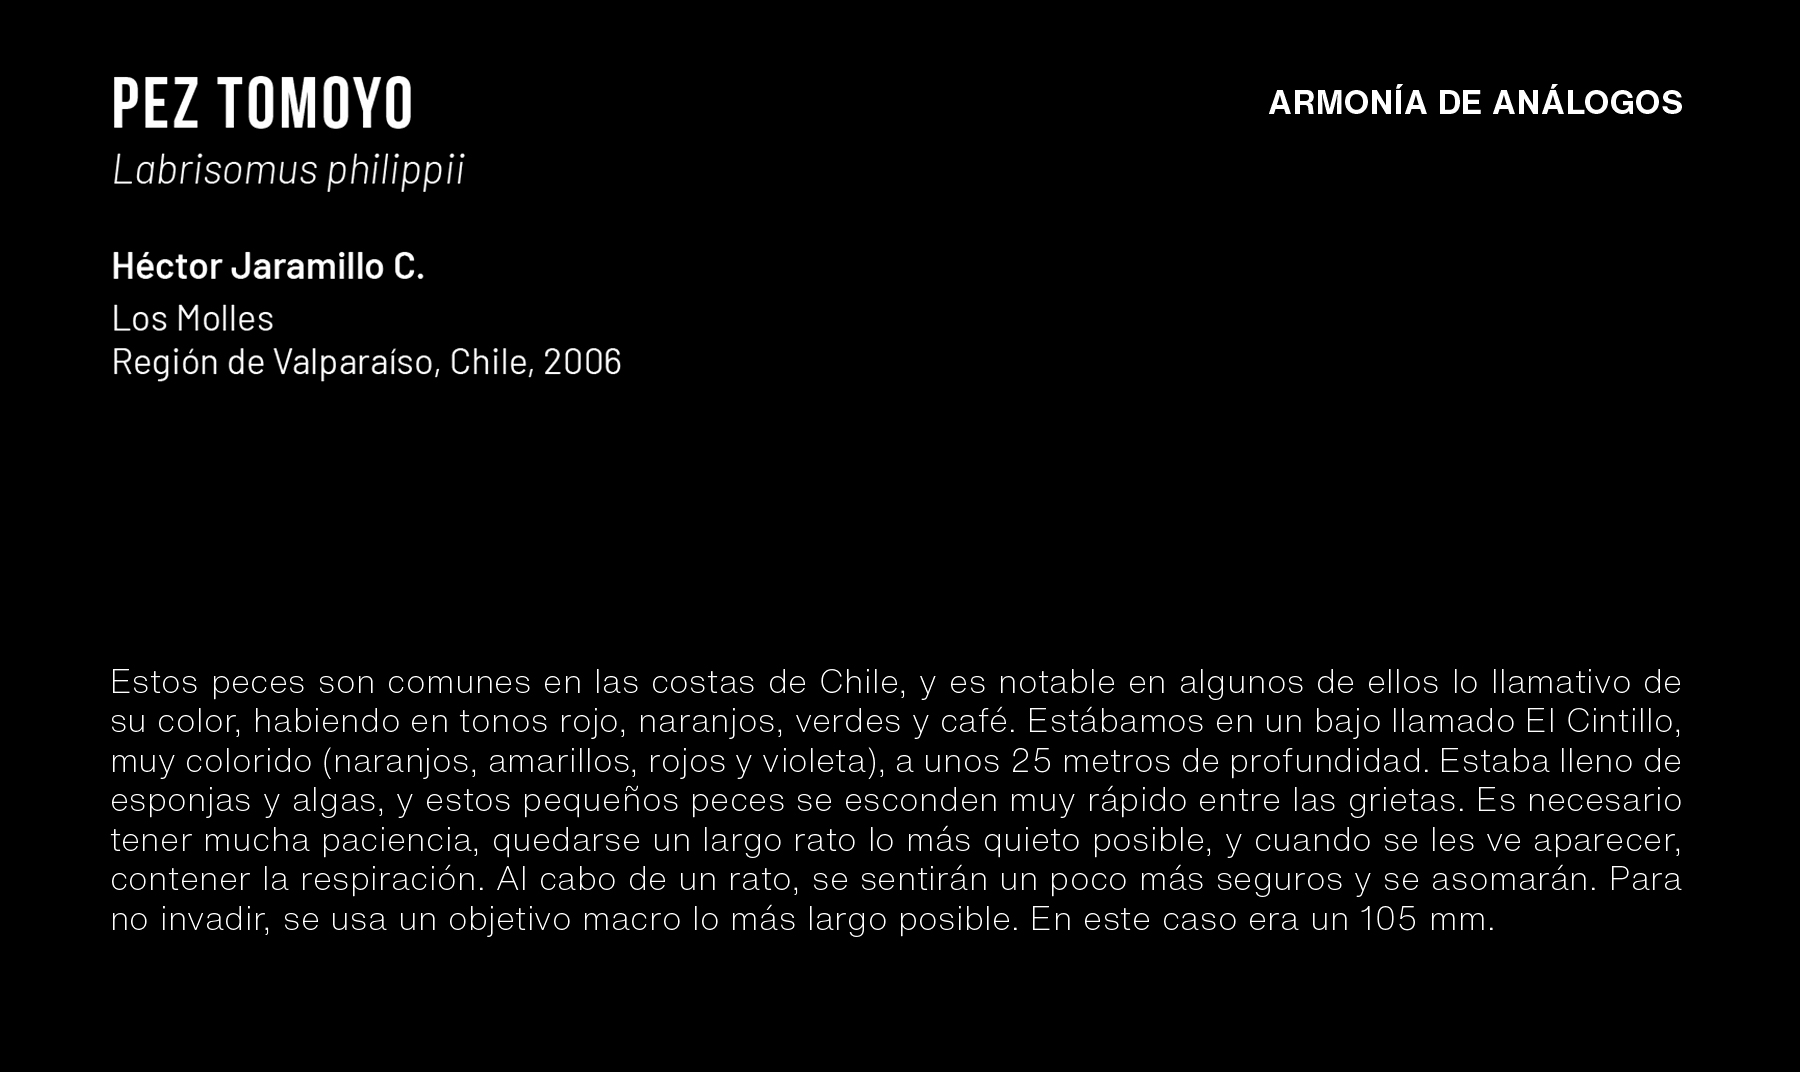 PEZ TOMOYO
ARMONÍA DE ANÁLOGOS
Labrisomus philippii
Héctor Jaramillo C.
Los Molles
Región de Valparaíso, Chile, 2006
Estos peces son comunes en las costas de Chile, y es notable en algunos de ellos lo llamativo de
su color, habiendo en tonos rojo, naranjos, verdes y café. Estábamos en un bajo llamado El Cintillo,
muy colorido (naranjos, amarillos, rojos y violeta), a unos 25 metros de profundidad. Estaba lleno de
esponjas y algas, y estos pequeños peces se esconden muy rápido entre las grietas. Es necesario
tener mucha paciencia, quedarse un largo rato lo más quieto posible, y cuando se les ve aparecer,
contener la respiración. Al cabo de un rato, se sentirán un poco más seguros y se asomarán. Para
no invadir, se usa un objetivo macro lo más largo posible. En este caso era un 105 mm.